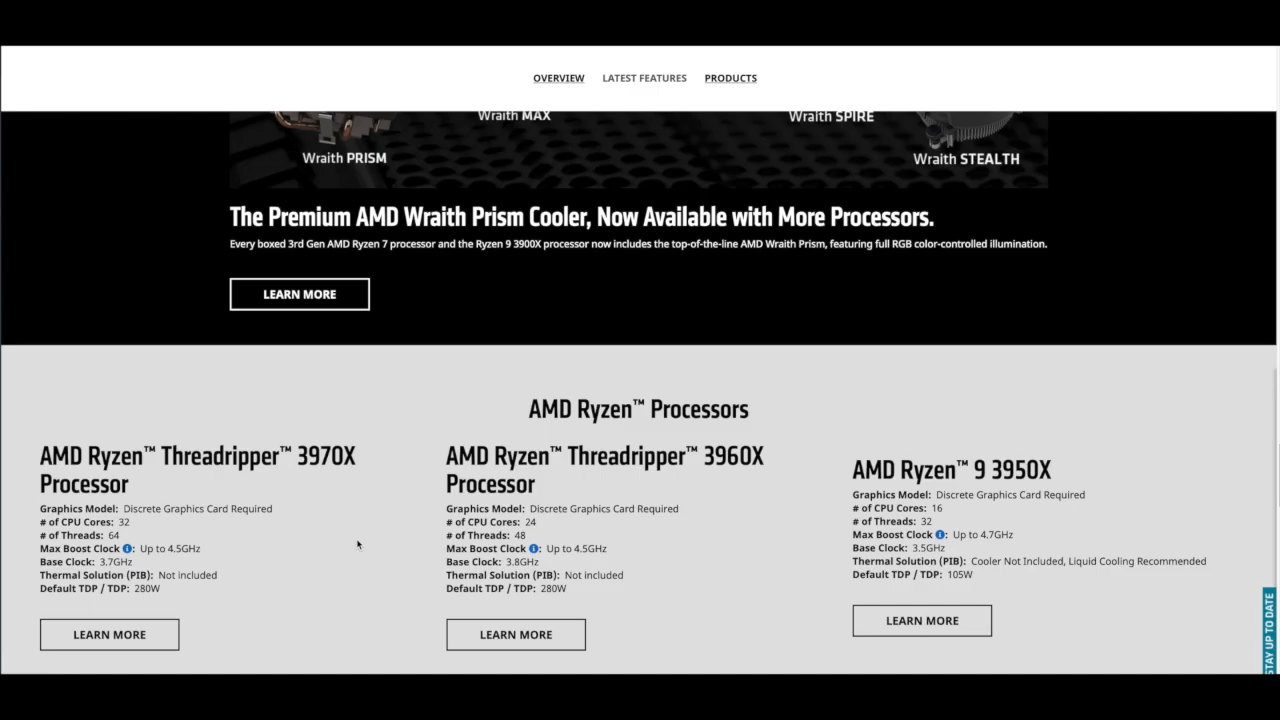 OVERVIEW LATEST FEATURES PRODUCTS
Wraith MAX
Wraith SPIRE
Wraith PRISM
Wraith STEALTH
The Premium AMD Wraith Prism Cooler, Now Available with More Processors.
Every boxed 3rd Gen AMD Ryzen 7 processor and the Ryzen 9 3900X processor now includes the top-of-the-line AMD Wraith Prism, featuring full RGB color-controlled illumination.
LEARN MORE
AMD Ryzen™ Processors
AMD Ryzen™ Threadripper™ 3970X
Processor
Graphics Model: Discrete Graphics Card Required
# of CPU Cores: 32
# of Threads: 64
Max Boost Clock i: Up to 4.5GHz
Base Clock: 3.7GHz
Thermal Solution (PIB): Not included
Default TDP / TDP: 280W
LEARN MORE
AMD Ryzen™ Threadripper™ 3960X
Processor
Graphics Model: Discrete Graphics Card Required
# of CPU Cores: 24
# of Threads: 48
Max Boost Clock i: Up to 4.5GHz
Base Clock: 3.8GHz
Thermal Solution (PIB): Not included
Default TDP / TDP: 280W
LEARN MORE
AMD Ryzen™ 9 3950X
Graphics Model: Discrete Graphics Card Required
# of CPU Cores: 16
# of Threads: 32
Max Boost Clock i: Up to 4.7GHz
Base Clock: 3.5GHz
Thermal Solution (PIB): Cooler Not Included, Liquid Cooling Recommended
Default TDP / TDP: 105W
LEARN MORE
STAY UP TO DATE